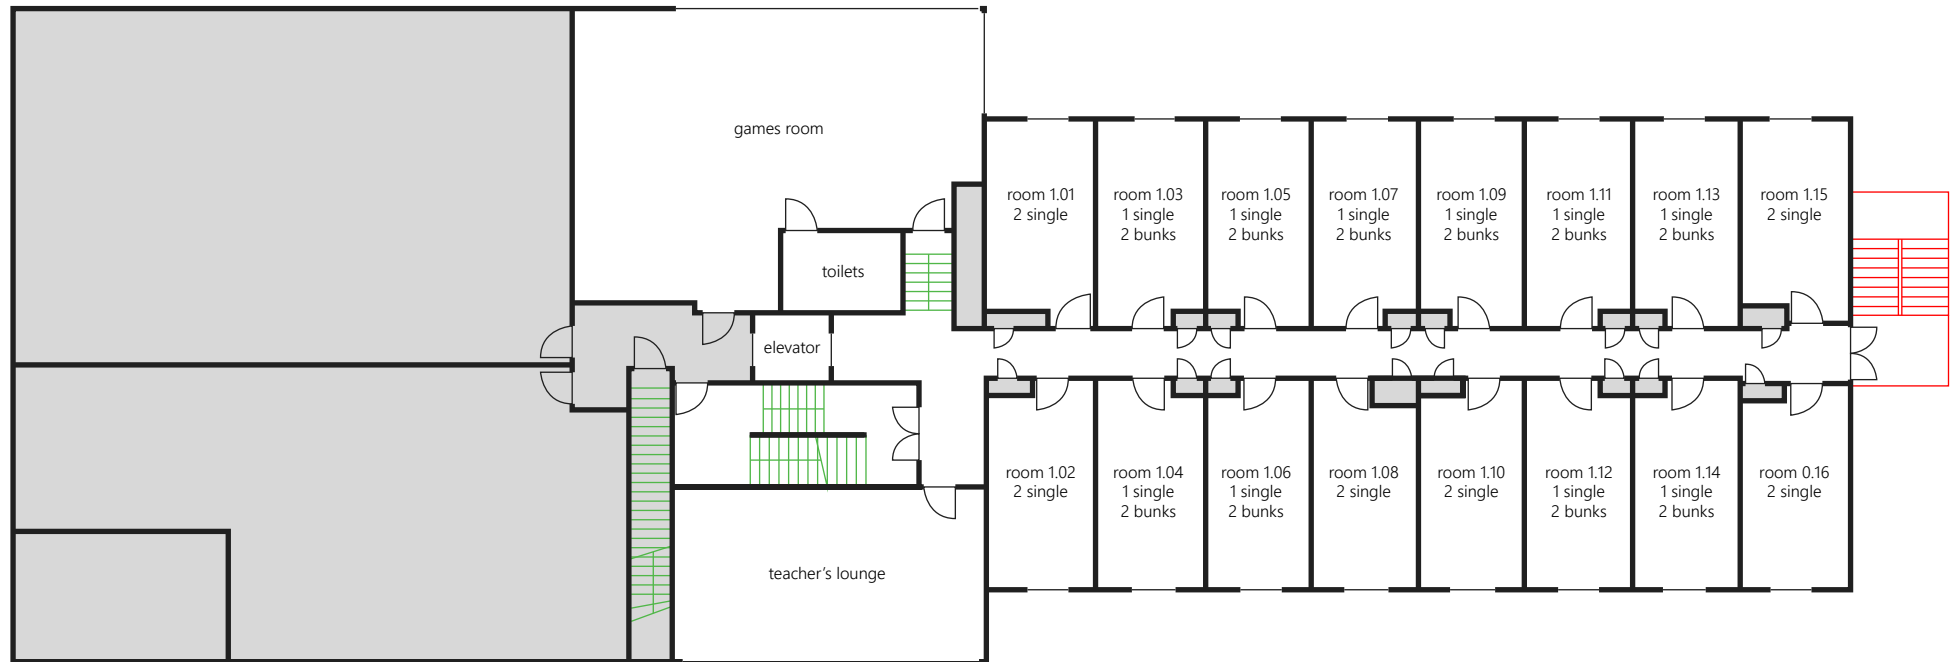 games room
room 1.01
2 single
room 1.03
1 single
2 bunks
room 1.05
1 single
2 bunks
room 1.07
1 single
2 bunks
room 1.09
1 single
2 bunks
room 1.11
1 single
2 bunks
room 1.13
1 single
2 bunks
room 1.15
2 single
toilets
elevator
room 1.02
2 single
room 1.04
1 single
2 bunks
room 1.06
1 single
2 bunks
room 1.08
2 single
room 1.10
2 single
room 1.12
1 single
2 bunks
room 1.14
1 single
2 bunks
room 0.16
2 single
teacher's lounge